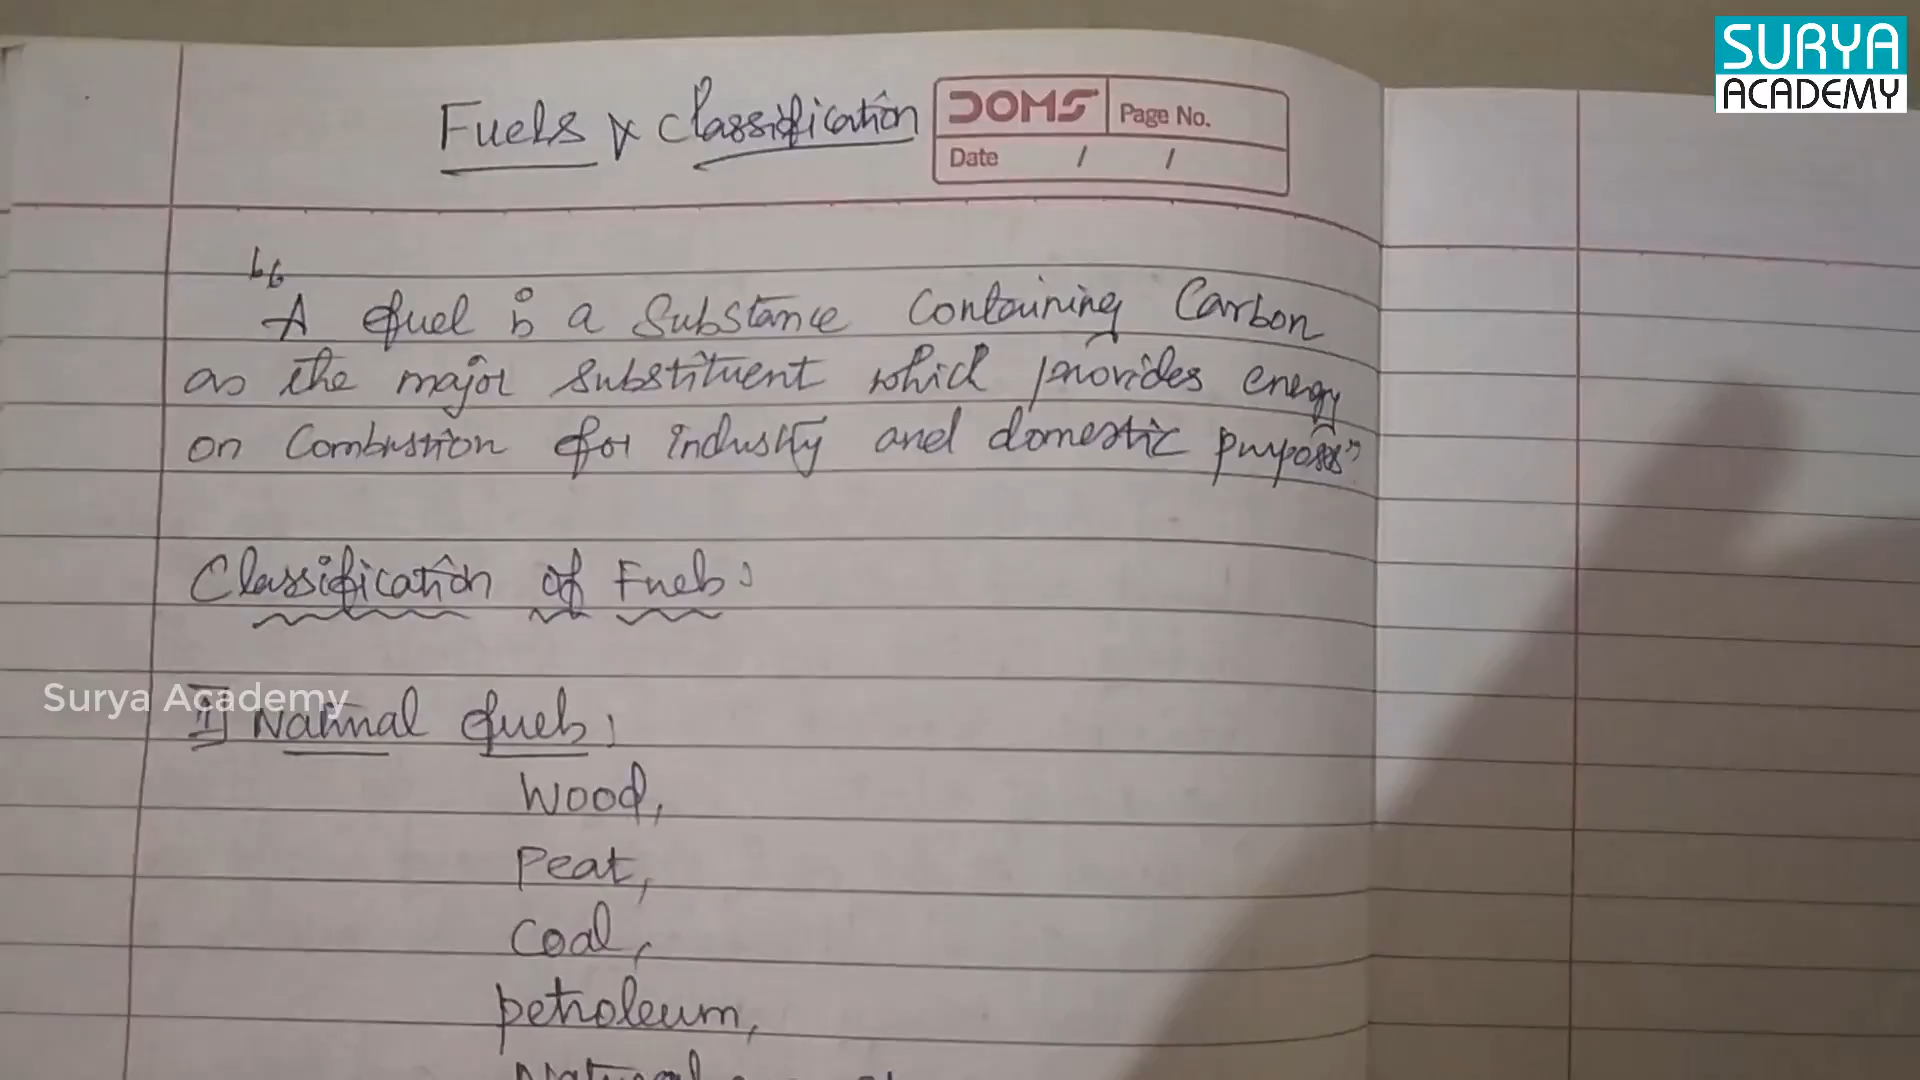 SURYA
ACADEMY
Fuels & Classification
DOMS
Page No.
Date / /
"A fuel is a Substance Containing Carbon
as the major substituent which provides energy
on Combustion for industry and domestic purposes"
Classification of Fuels:
Surya Academy
1] Natural fuels:
Wood,
Peat,
Coal,
petroleum,
Natural